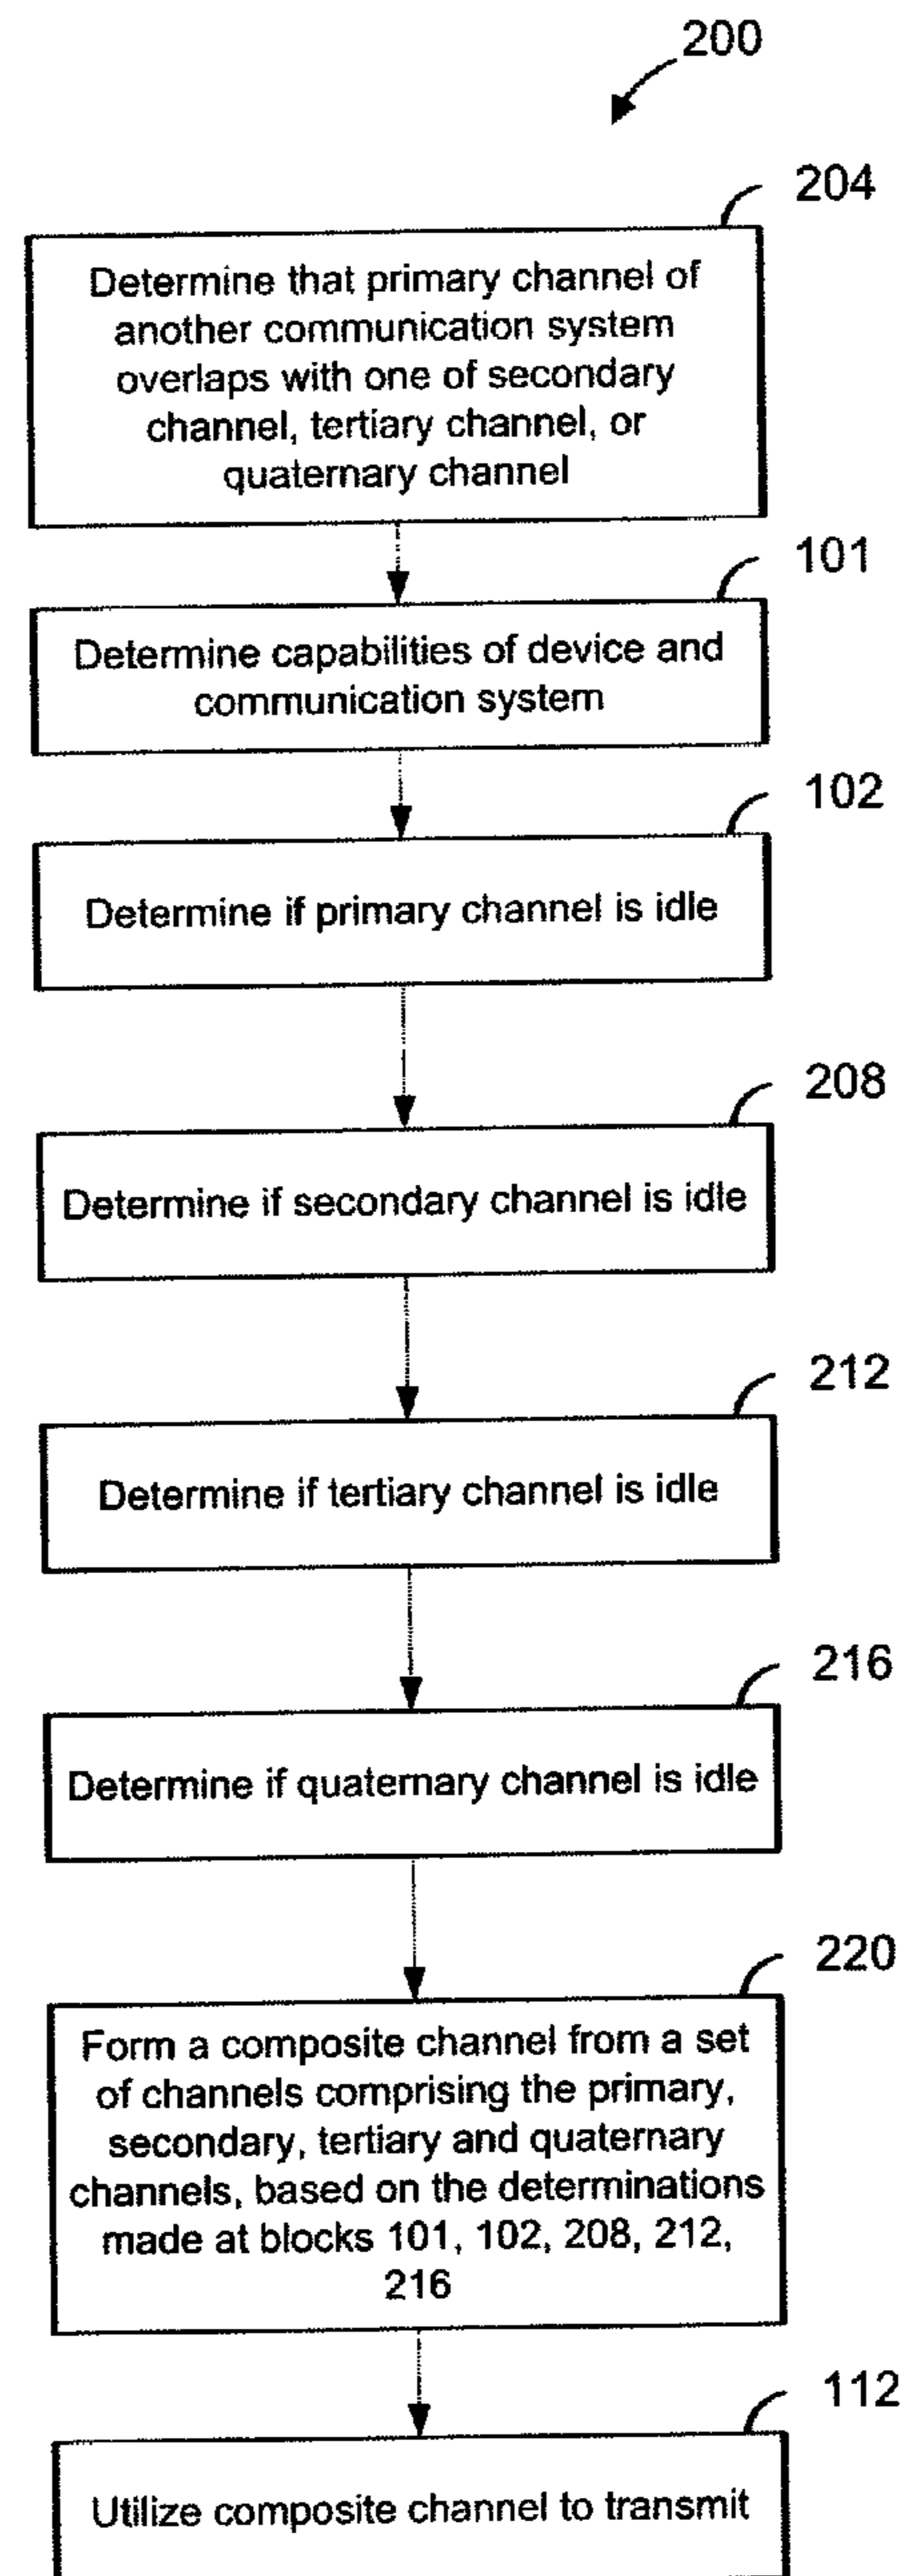 200
204
Determine that primary channel of
another communication system
overlaps with one of secondary
channel, tertiary channel, or
quaternary channel
101
Determine capabilities of device and
communication system
102
Determine if primary channel is idle
208
Determine if secondary channel is idle
212
Determine if tertiary channel is idle
216
Determine if quaternary channel is idle
220
Form a composite channel from a set
of channels comprising the primary,
secondary, tertiary and quaternary
channels, based on the determinations
made at blocks 101, 102, 208, 212,
216
112
Utilize composite channel to transmit